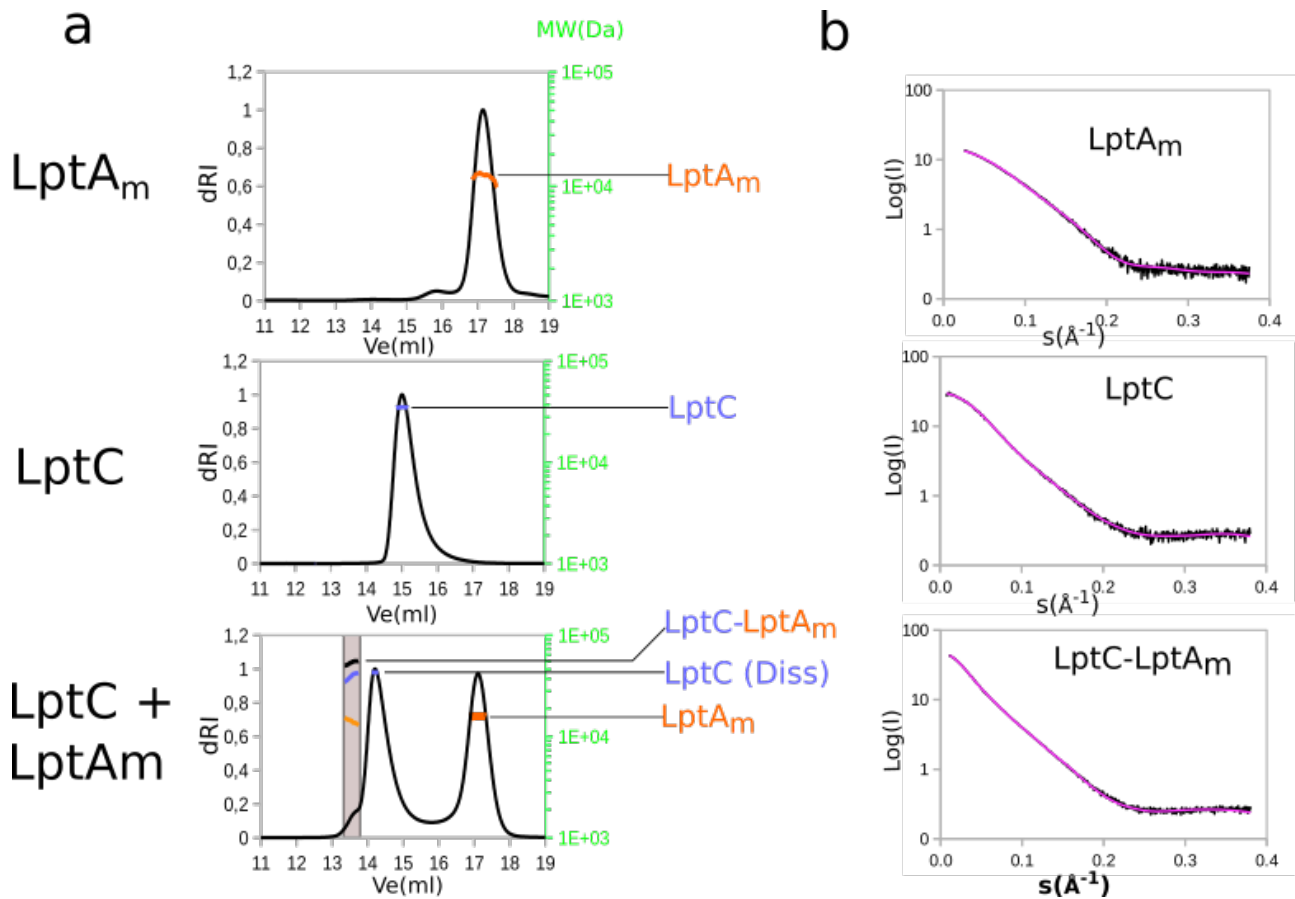 a
b
MW(Da)
LptAm
1,2
1
0,8
0,6
0,4
0,2
0
dRI
1E+05
1E+04
1E+03
11 12 13 14 15 16 17 18 19
Ve(ml)
LptAm
LptC
1,2
1
0,8
0,6
0,4
0,2
0
dRI
1E+05
1E+04
1E+03
11 12 13 14 15 16 17 18 19
Ve(ml)
LptC
LptC +
LptAm
1,2
1
0,8
0,6
0,4
0,2
0
dRI
1E+05
1E+04
1E+03
11 12 13 14 15 16 17 18 19
Ve(ml)
LptC-LptAm
LptC (Diss)
LptAm
LptAm
100
10
1
0
Log(I)
0.0 0.1 0.2 0.3 0.4
s(Å-1)
LptC
100
10
1
0
Log(I)
0.0 0.1 0.2 0.3 0.4
s(Å-1)
LptC-LptAm
100
10
1
0
Log(I)
0.0 0.1 0.2 0.3 0.4
s(Å-1)